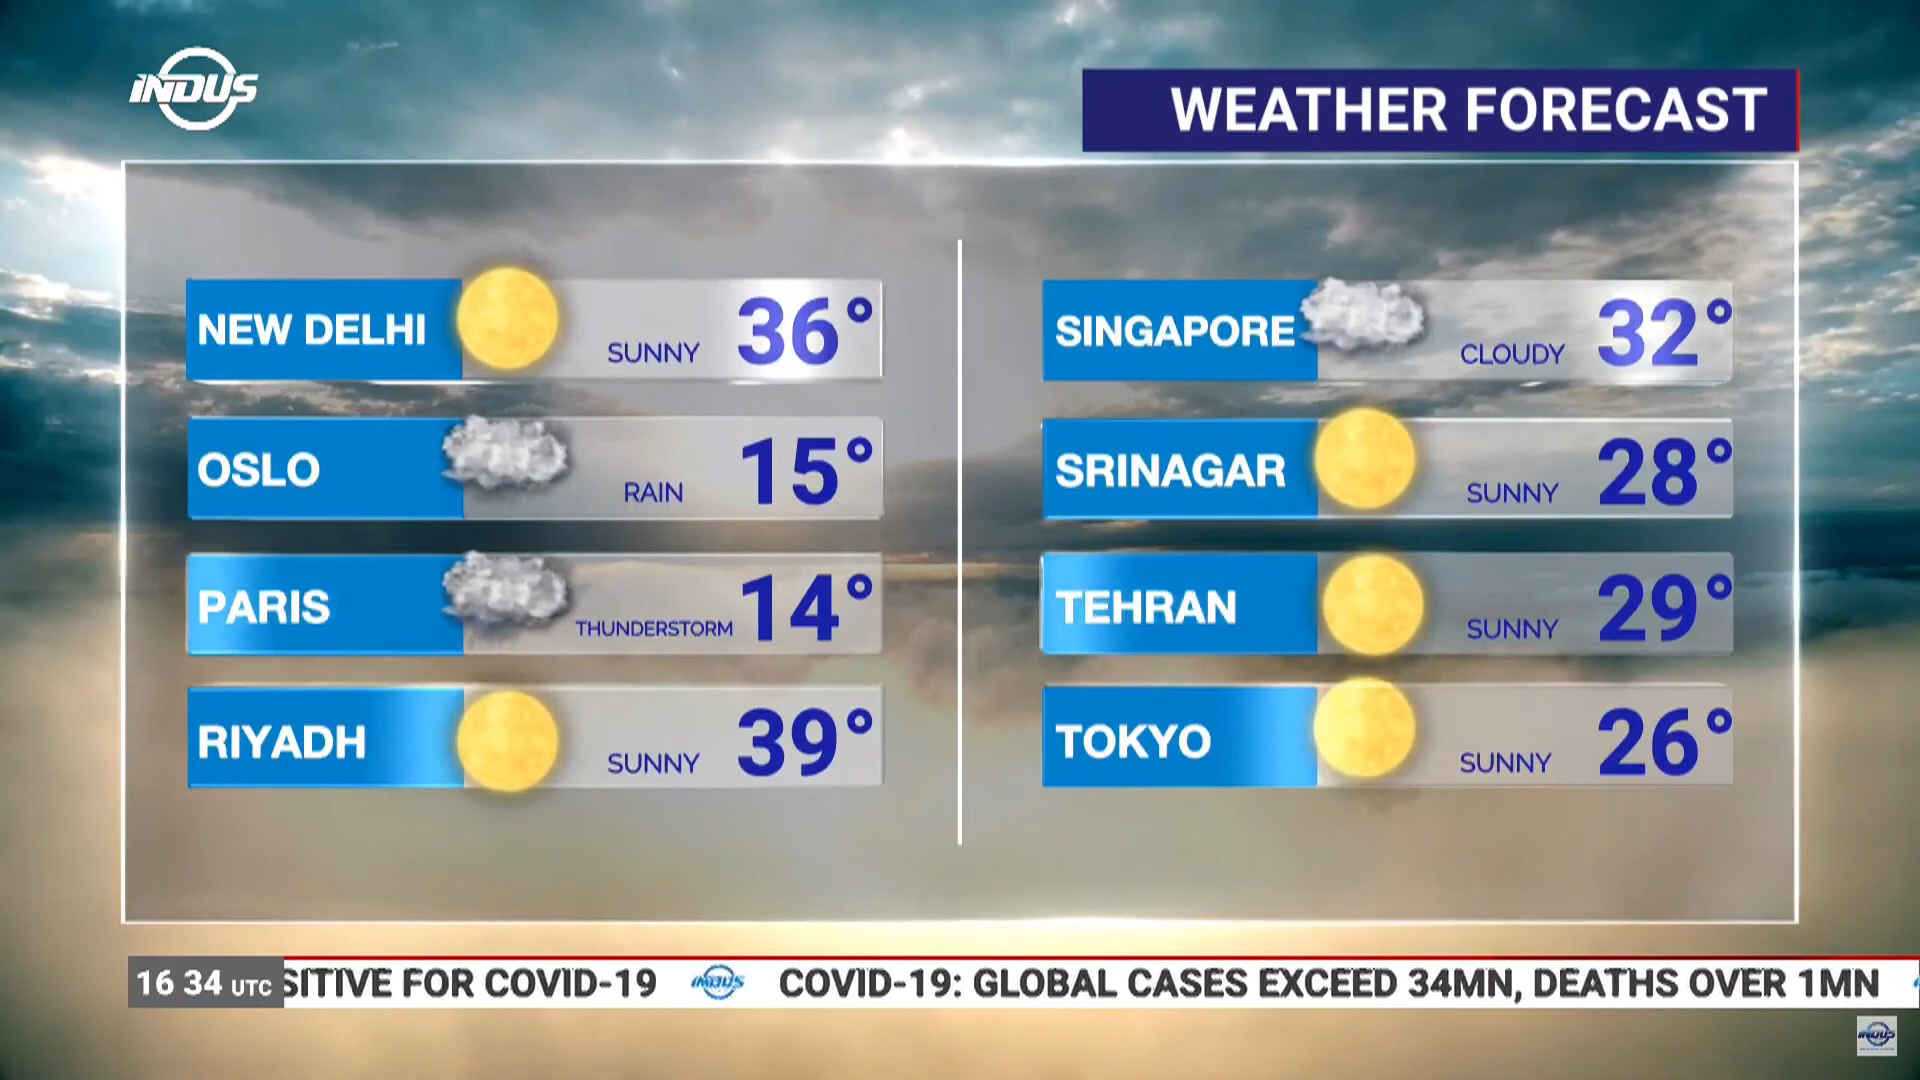 INDUS
WEATHER FORECAST
NEW DELHI SUNNY 36°
OSLO RAIN 15°
PARIS THUNDERSTORM 14°
RIYADH SUNNY 39°
SINGAPORE CLOUDY 32°
SRINAGAR SUNNY 28°
TEHRAN SUNNY 29°
TOKYO SUNNY 26°
16 34 UTC SITIVE FOR COVID-19 INDUS COVID-19: GLOBAL CASES EXCEED 34MN, DEATHS OVER 1MN
INDUS